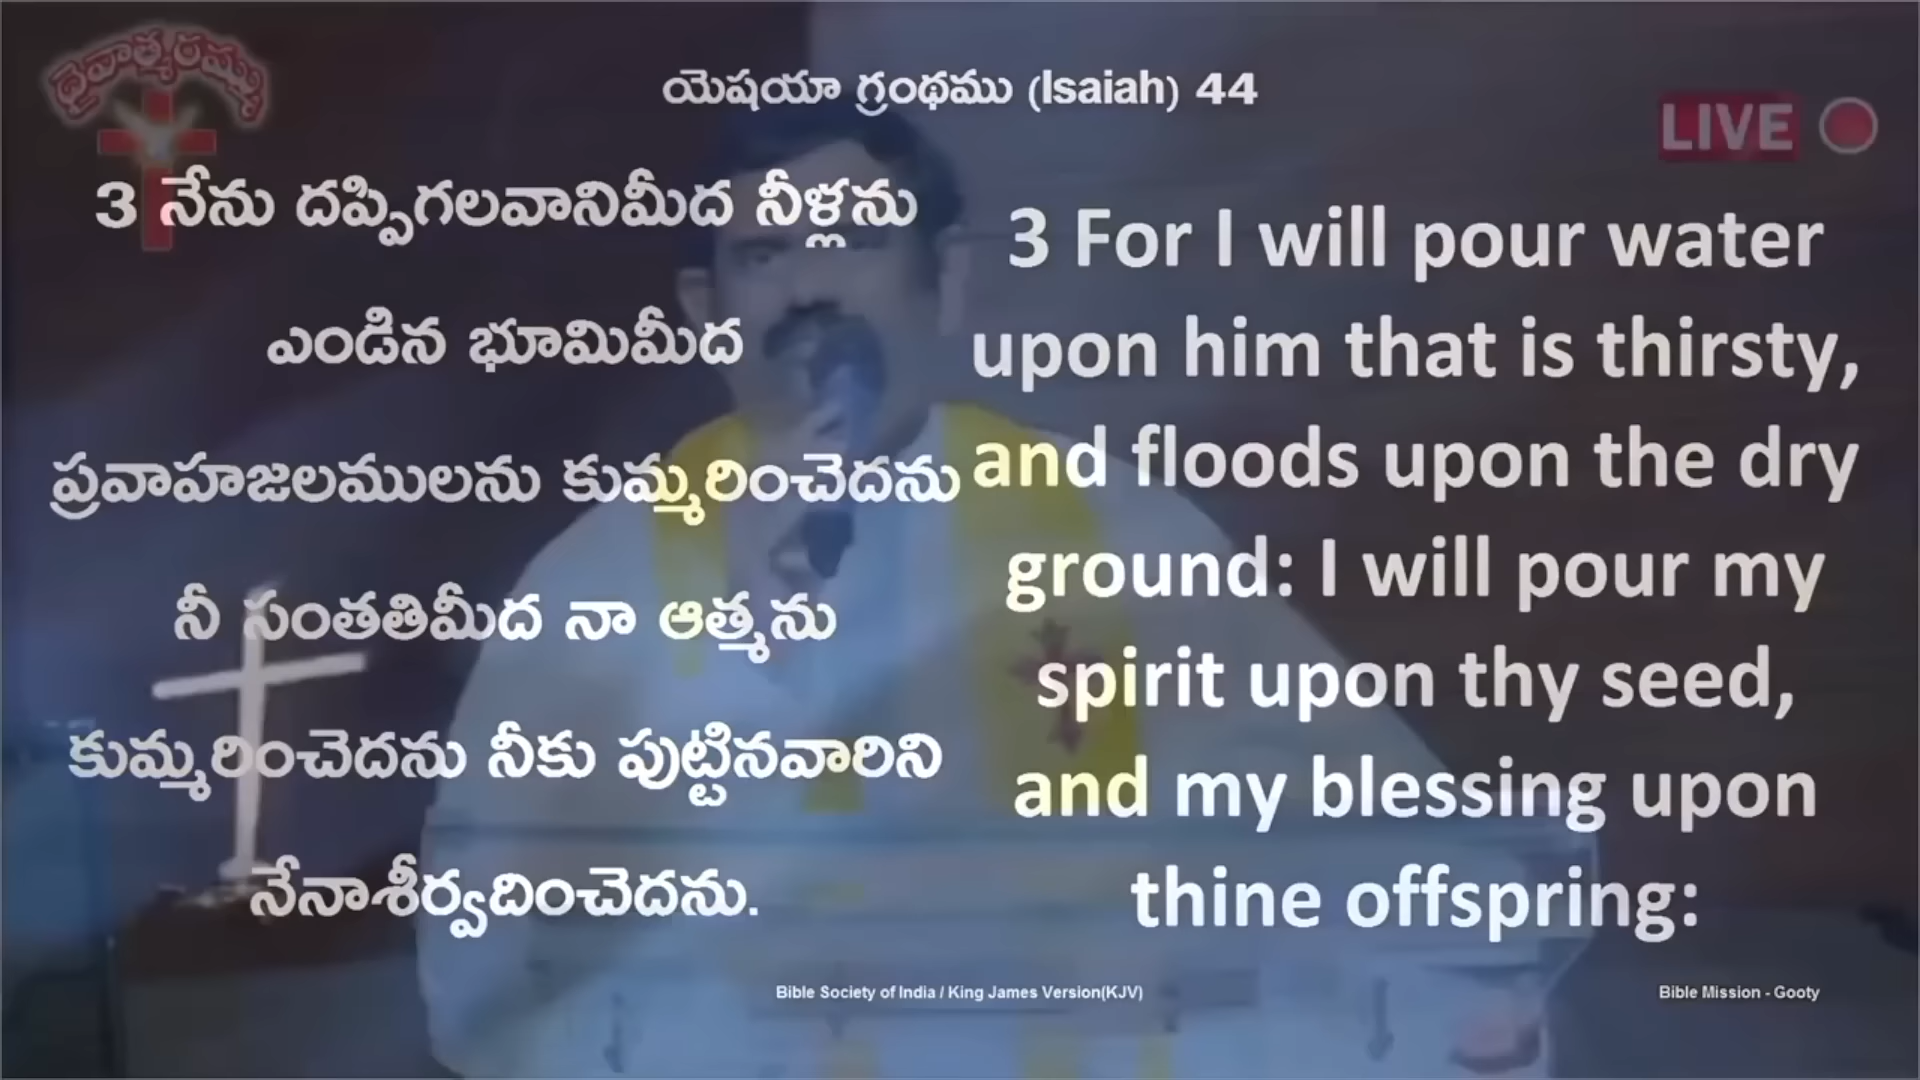 దైవాత్మరమ్ము
యెషయా గ్రంథము (Isaiah) 44
LIVE
3 నేను దప్పిగలవానిమీద నీళ్లను
ఎండిన భూమిమీద
ప్రవాహజలములను కుమ్మరించెదను
నీ సంతతిమీద నా ఆత్మను
కుమ్మరించెదను నీకు పుట్టినవారిని
నేనాశీర్వదించెదను.
3 For I will pour water
upon him that is thirsty,
and floods upon the dry
ground: I will pour my
spirit upon thy seed,
and my blessing upon
thine offspring:
Bible Society of India / King James Version(KJV)
Bible Mission - Gooty